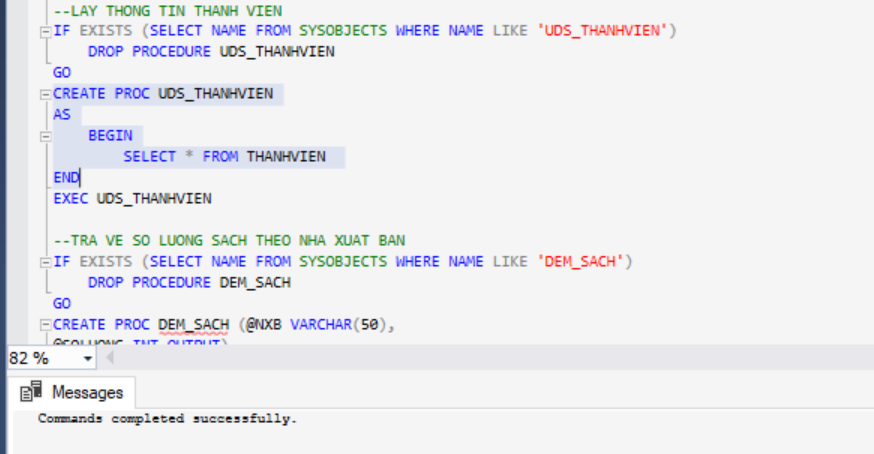 --LAY THONG TIN THANH VIEN
IF EXISTS (SELECT NAME FROM SYSOBJECTS WHERE NAME LIKE 'UDS_THANHVIEN')
DROP PROCEDURE UDS_THANHVIEN
GO
CREATE PROC UDS_THANHVIEN
AS
BEGIN
SELECT * FROM THANHVIEN
END
EXEC UDS_THANHVIEN
--TRA VE SO LUONG SACH THEO NHA XUAT BAN
IF EXISTS (SELECT NAME FROM SYSOBJECTS WHERE NAME LIKE 'DEM_SACH')
DROP PROCEDURE DEM_SACH
GO
CREATE PROC DEM_SACH (@NXB VARCHAR(50),
@SOLUONG INT OUTPUT)
82 %
Messages
Commands completed successfully.